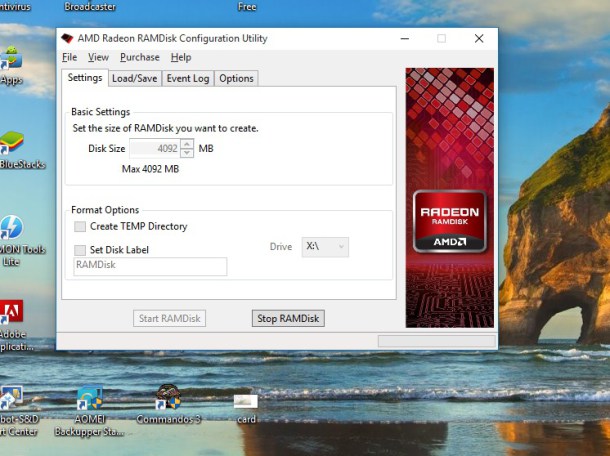 ntivirus
Broadcaster
Free
Apps
BlueStacks
MON Tools
Lite
Adobe
plicati...
bot-S&D
rt Center
AOMEI
Backupper Sta...
Commandos 3
card
AMD Radeon RAMDisk Configuration Utility
File View Purchase Help
Settings Load/Save Event Log Options
Basic Settings
Set the size of RAMDisk you want to create.
Disk Size 4092 MB
Max 4092 MB
Format Options
Create TEMP Directory
Set Disk Label
RAMDisk
Drive X:\
Start RAMDisk Stop RAMDisk
RADEON
RAMDISK
AMD